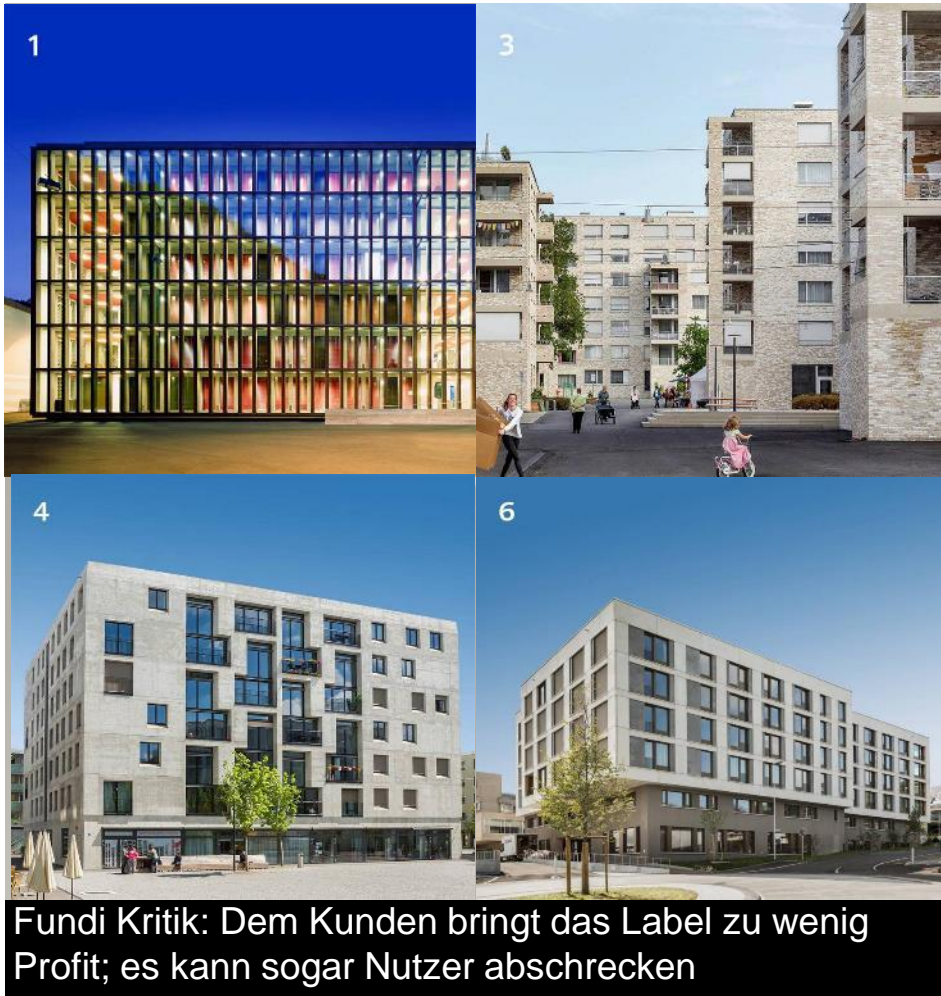 1
3
4
6
Fundi Kritik: Dem Kunden bringt das Label zu wenig
Profit; es kann sogar Nutzer abschrecken